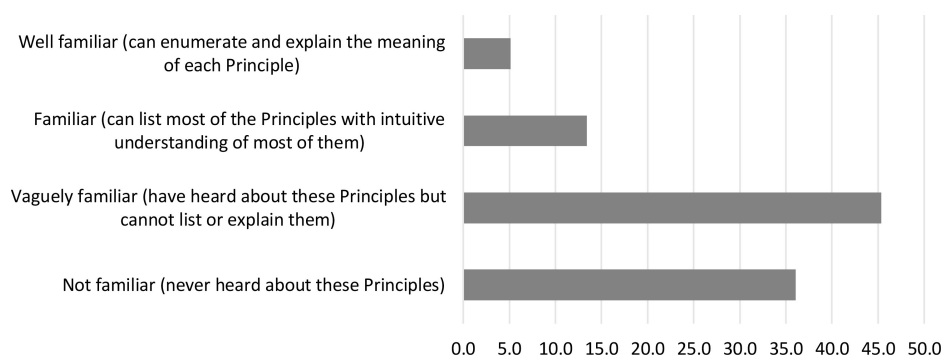 Well familiar (can enumerate and explain the meaning
of each Principle)
Familiar (can list most of the Principles with intuitive
understanding of most of them)
Vaguely familiar (have heard about these Principles but
cannot list or explain them)
Not familiar (never heard about these Principles)
0.0 5.0 10.0 15.0 20.0 25.0 30.0 35.0 40.0 45.0 50.0